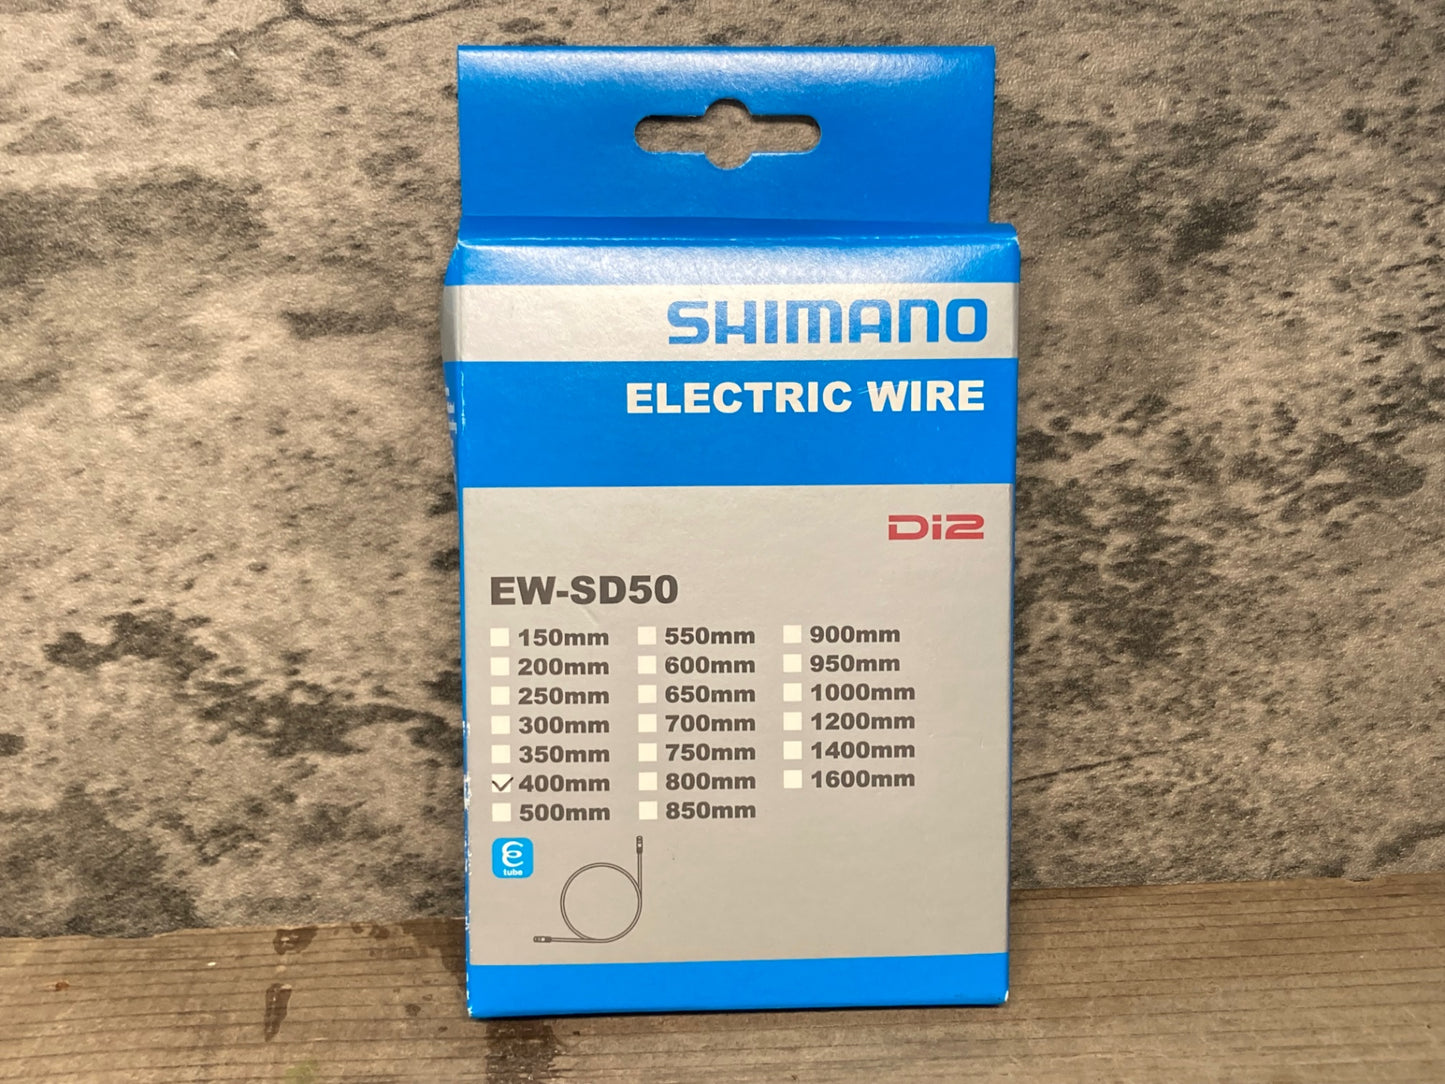 SHIMANO
ELECTRIC WIRE
Di2
EW-SD50
150mm 550mm 900mm
200mm 600mm 950mm
250mm 650mm 1000mm
300mm 700mm 1200mm
350mm 750mm 1400mm
400mm 800mm 1600mm
500mm 850mm
e
tube